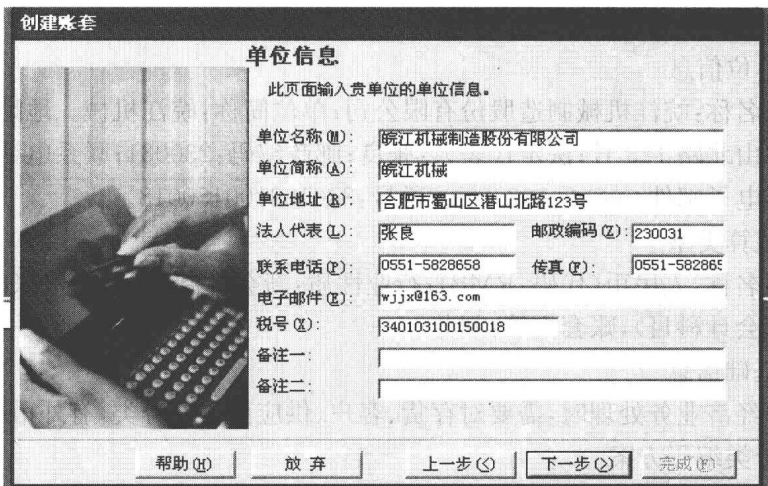 创建账套
单位信息
此页面输入贵单位的单位信息。
单位名称(M): 皖江机械制造股份有限公司
单位简称(A): 皖江机械
单位地址(R): 合肥市蜀山区潜山北路123号
法人代表(L): 张良 邮政编码(Z): 230031
联系电话(P): 0551-5828658 传真(F): 0551-582865
电子邮件(E): wjjx@163.com
税号(X): 340103100150018
备注一:
备注二:
帮助(H) 放弃 上一步(<) 下一步(>) 完成(F)